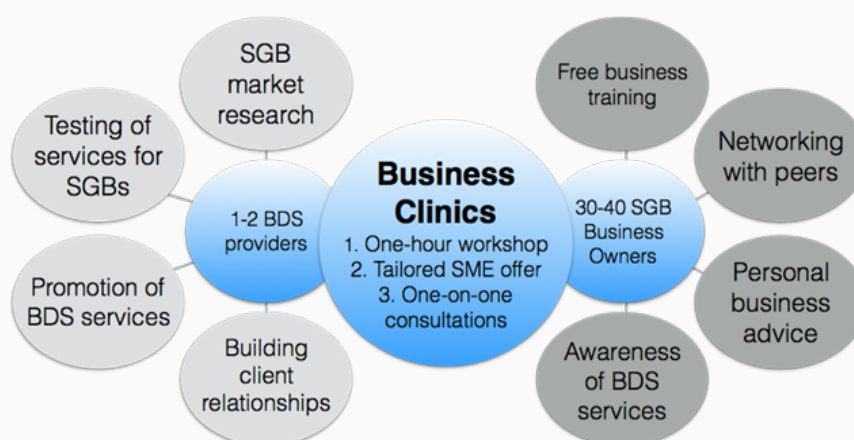 SGB
market
research
Testing of
services for
SGBs
1-2 BDS
providers
Promotion of
BDS services
Building
client
relationships
Business
Clinics
1. One-hour workshop
2. Tailored SME offer
3. One-on-one
consultations
Free business
training
Networking
with peers
30-40 SGB
Business
Owners
Personal
business
advice
Awareness
of BDS
services